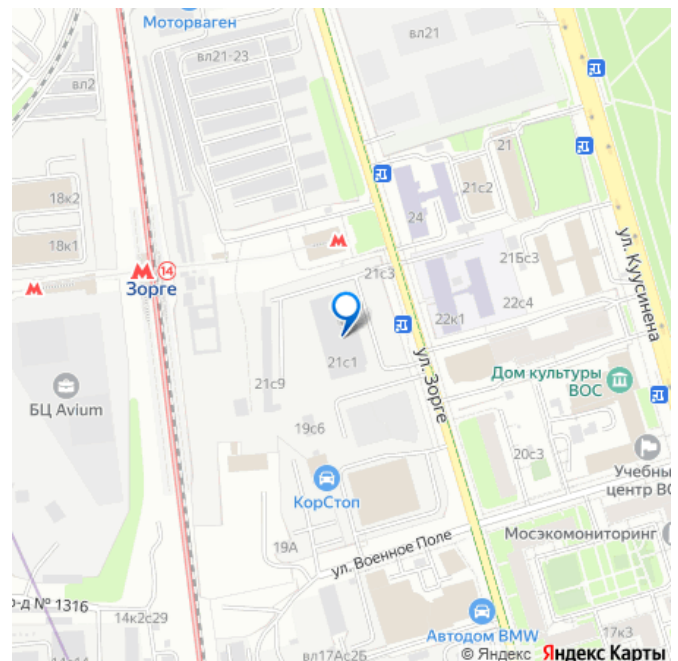 Моторваген
вл21
вл21-23
вл2
21
21с2
24
18к2
18к1
21Бс3
21с3
14
Зорге
22с4
22к1
ул. Куусинена
21с1
ул. Зорге
Дом культуры
ВОС
21с9
БЦ Avium
19с6
20с3
КорСтоп
Учебны
центр ВО
19А
ул. Военное Поле
Мосэкомониторинг
р-д № 1316
14к2с29
Автодом BMW
17к3
14к14
вл17Ас2Б
© Яндекс Яндекс Карты